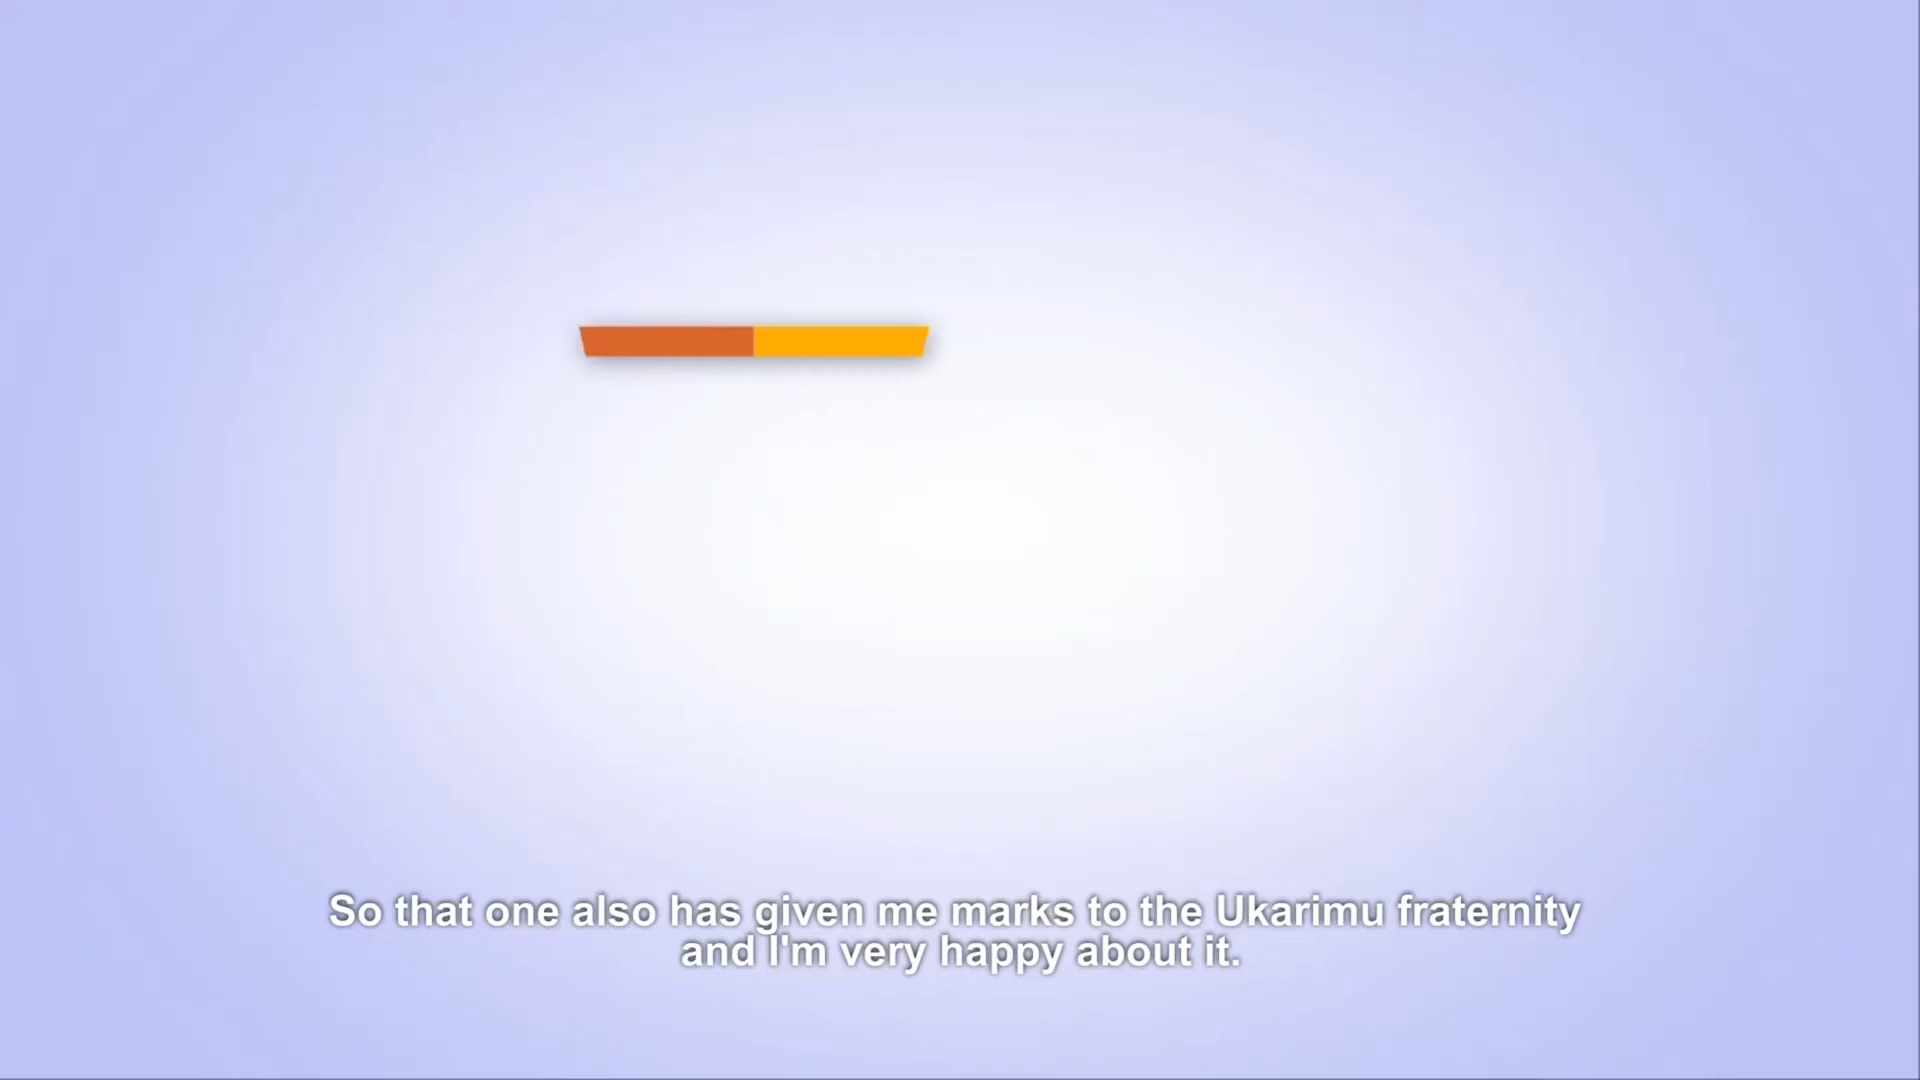 So that one also has given me marks to the Ukarimu fraternity
and I'm very happy about it.